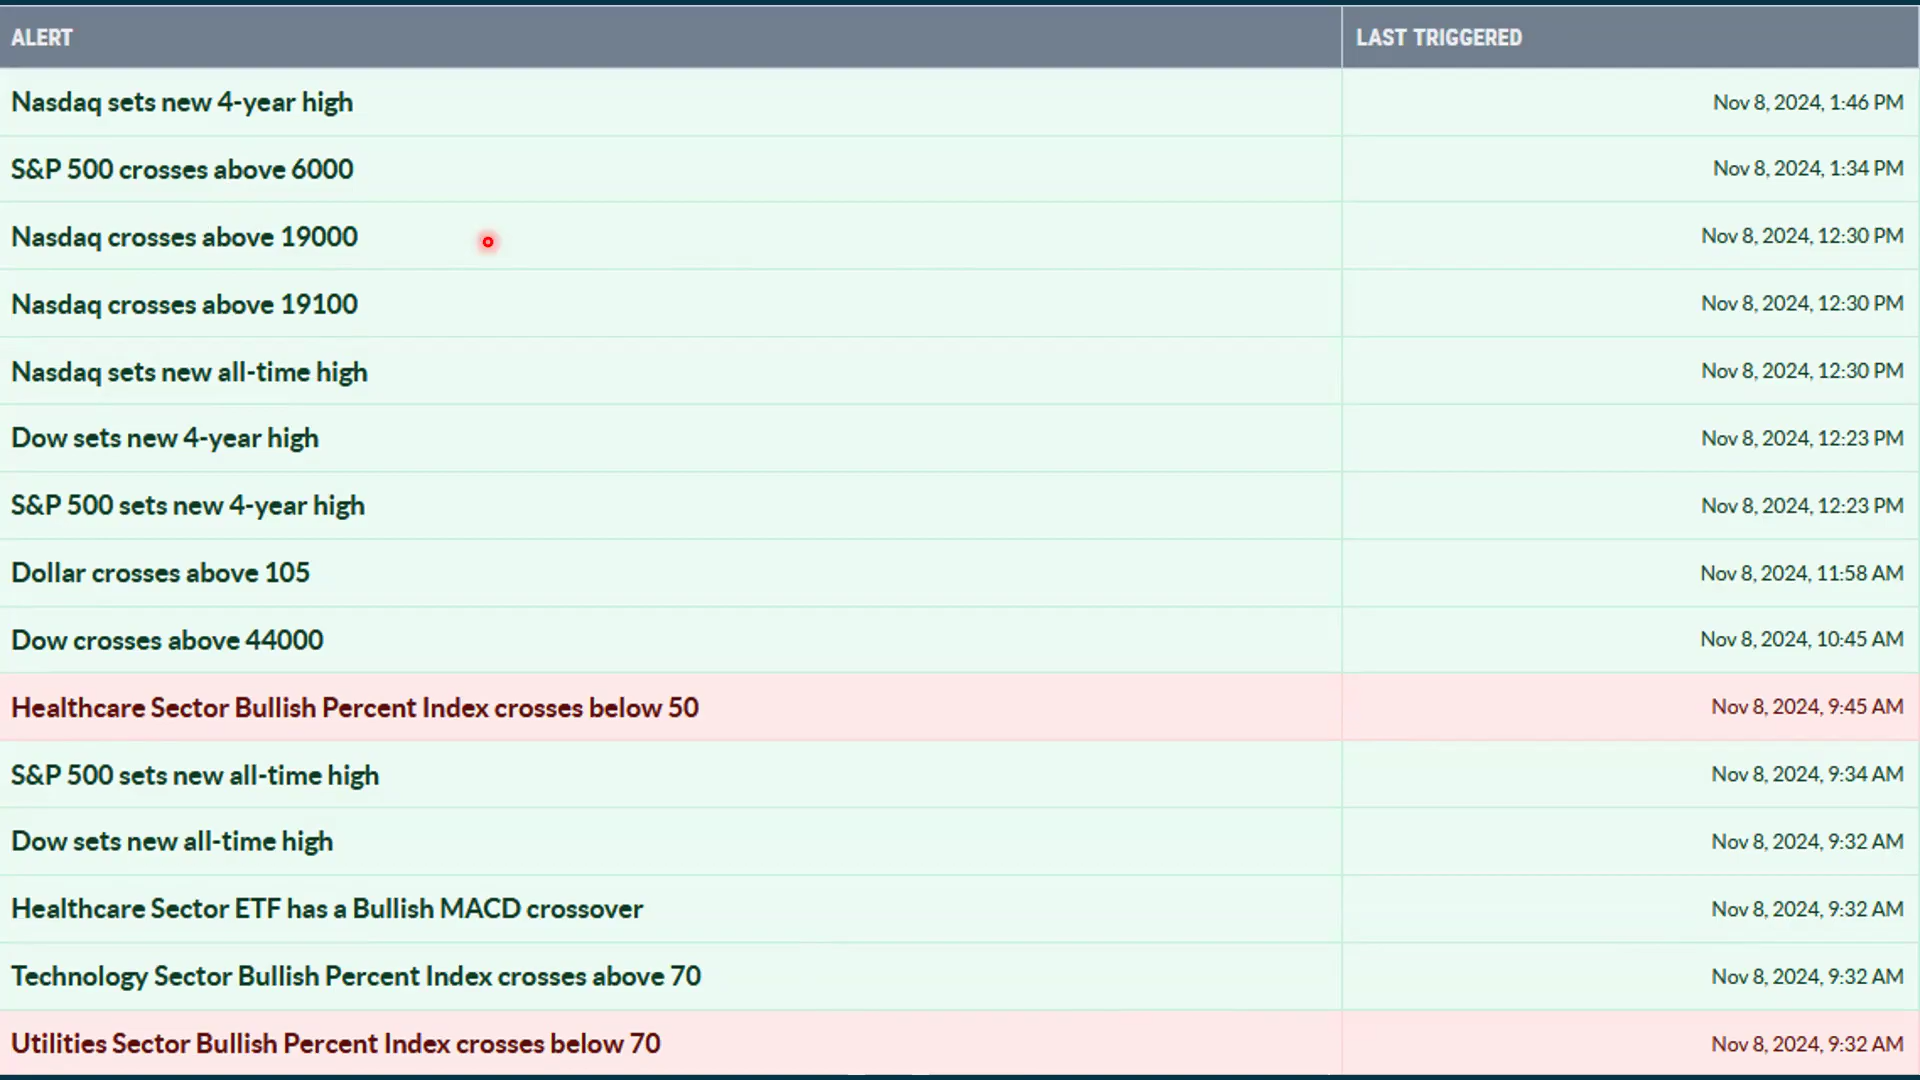 ALERT LAST TRIGGERED
Nasdaq sets new 4-year high Nov 8, 2024, 1:46 PM
S&P 500 crosses above 6000 Nov 8, 2024, 1:34 PM
Nasdaq crosses above 19000 Nov 8, 2024, 12:30 PM
Nasdaq crosses above 19100 Nov 8, 2024, 12:30 PM
Nasdaq sets new all-time high Nov 8, 2024, 12:30 PM
Dow sets new 4-year high Nov 8, 2024, 12:23 PM
S&P 500 sets new 4-year high Nov 8, 2024, 12:23 PM
Dollar crosses above 105 Nov 8, 2024, 11:58 AM
Dow crosses above 44000 Nov 8, 2024, 10:45 AM
Healthcare Sector Bullish Percent Index crosses below 50 Nov 8, 2024, 9:45 AM
S&P 500 sets new all-time high Nov 8, 2024, 9:34 AM
Dow sets new all-time high Nov 8, 2024, 9:32 AM
Healthcare Sector ETF has a Bullish MACD crossover Nov 8, 2024, 9:32 AM
Technology Sector Bullish Percent Index crosses above 70 Nov 8, 2024, 9:32 AM
Utilities Sector Bullish Percent Index crosses below 70 Nov 8, 2024, 9:32 AM